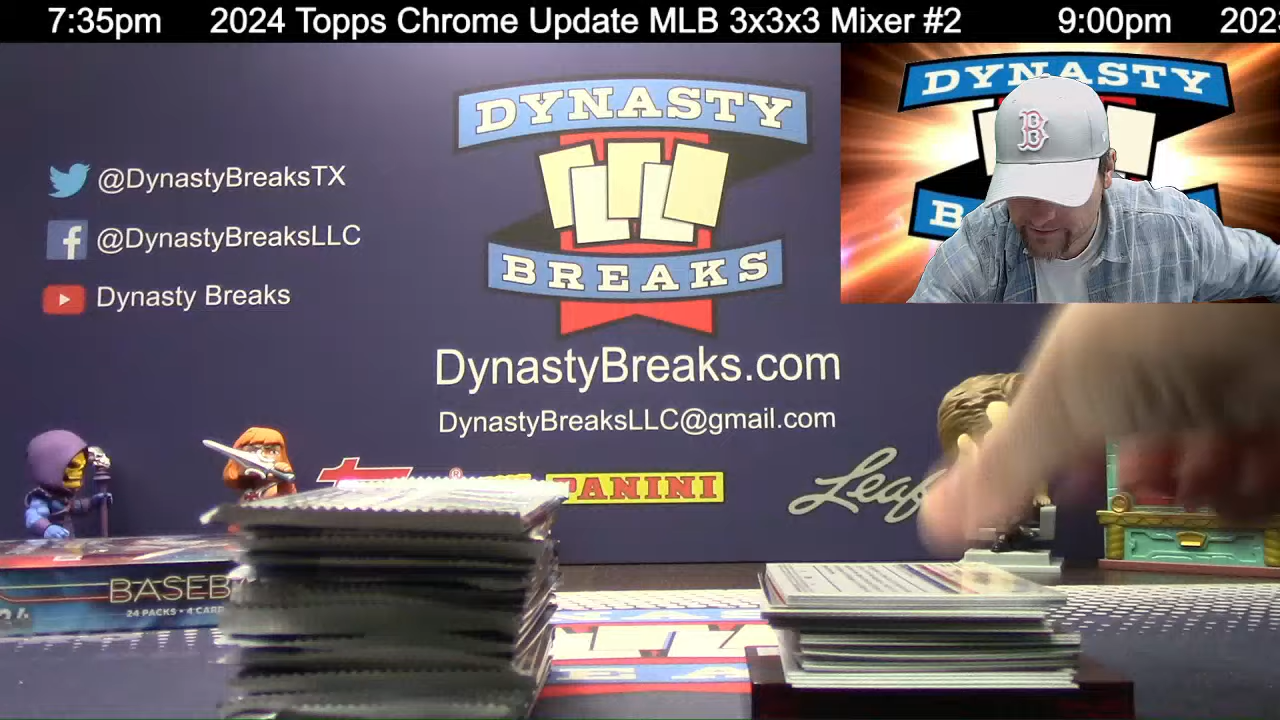 7:35pm 2024 Topps Chrome Update MLB 3x3x3 Mixer #2 9:00pm
DYNASTY
BREAKS
DYNASTY
B
@DynastyBreaksTX
@DynastyBreaksLLC
Dynasty Breaks
DynastyBreaks.com
DynastyBreaksLLC@gmail.com
PANINI
Leaf
B
BASEB
24 PACKS • 4 CAR